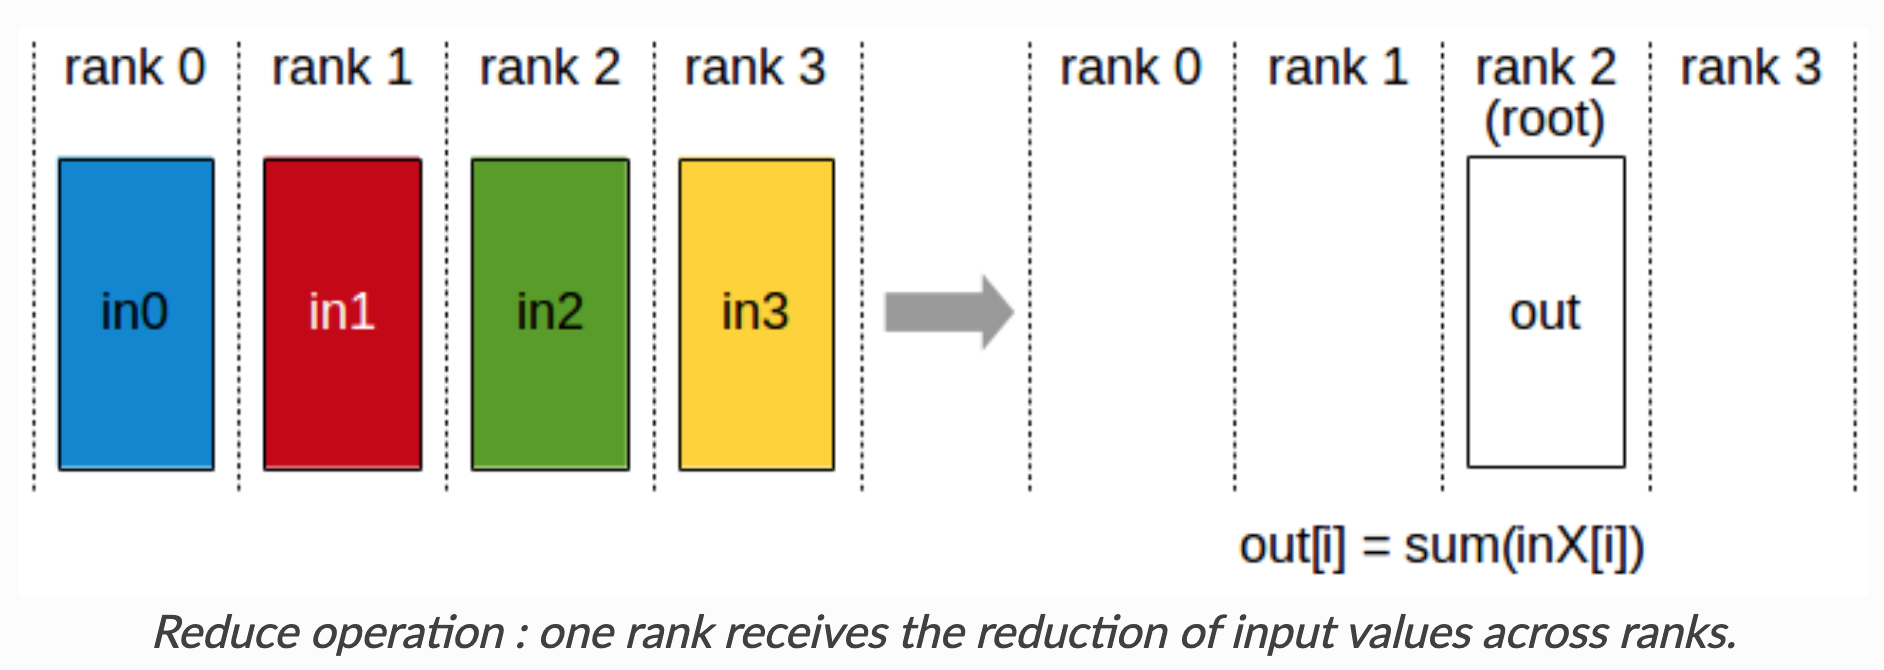 rank 0 rank 1 rank 2 rank 3 rank 0 rank 1 rank 2 rank 3
(root)
in0 in1 in2 in3 out
out[i] = sum(inX[i])
Reduce operation : one rank receives the reduction of input values across ranks.